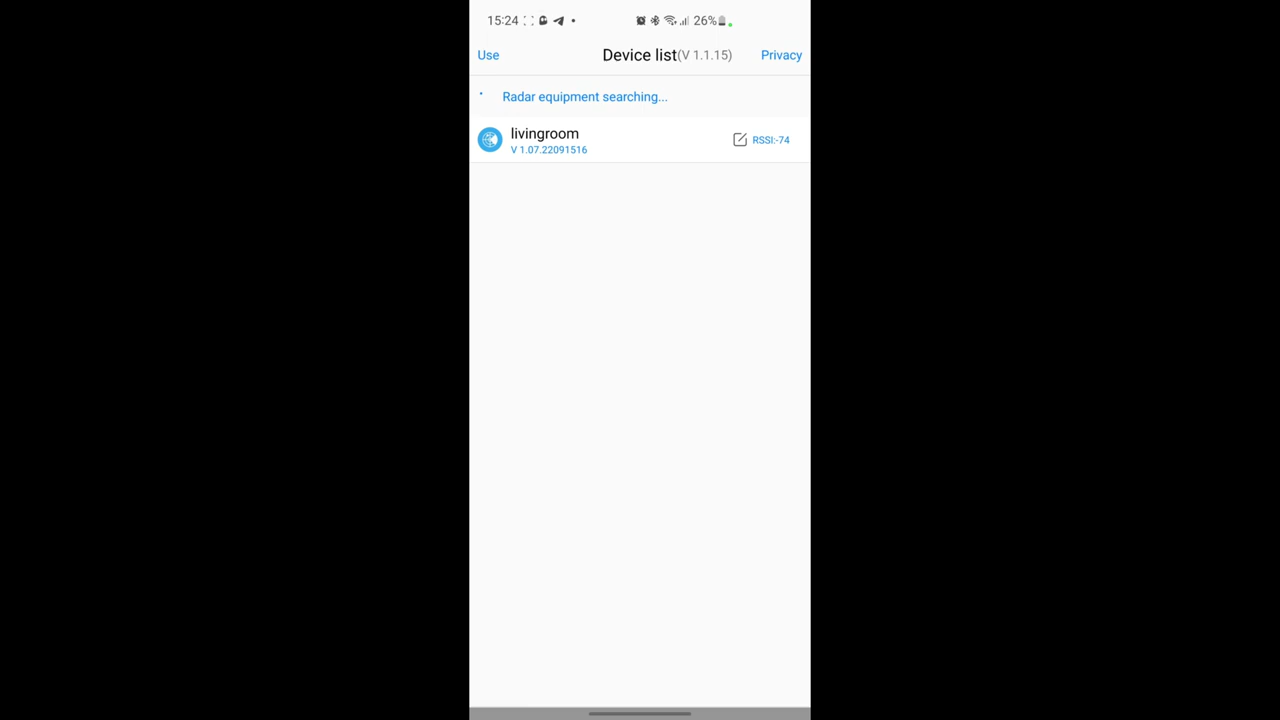 15:24 26%
Use Device list(V 1.1.15) Privacy
Radar equipment searching...
livingroom
V 1.07.22091516
RSSI:-74